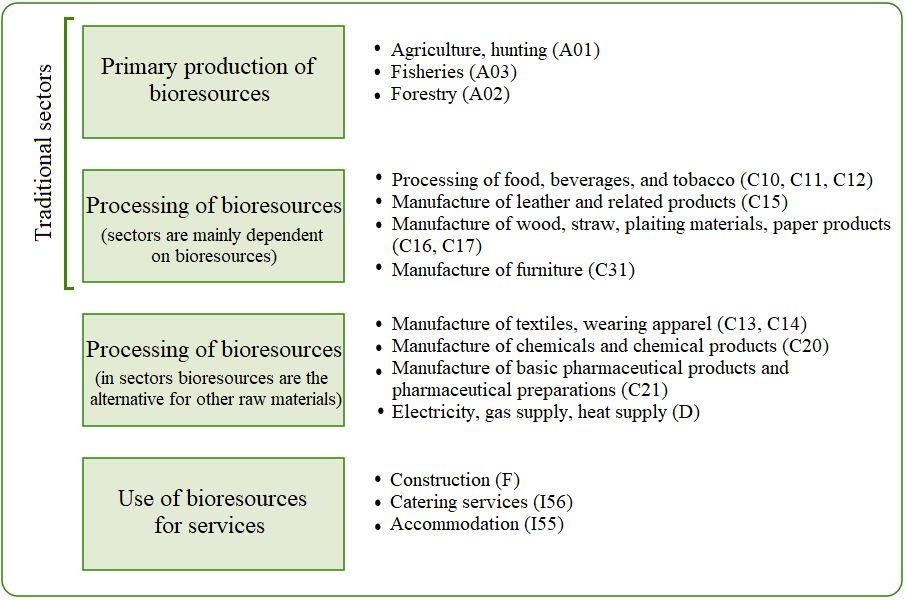 Traditional sectors
Primary production of
bioresources
• Agriculture, hunting (A01)
• Fisheries (A03)
• Forestry (A02)
Processing of bioresources
(sectors are mainly dependent
on bioresources)
• Processing of food, beverages, and tobacco (C10, C11, C12)
• Manufacture of leather and related products (C15)
• Manufacture of wood, straw, plaiting materials, paper products
(C16, C17)
• Manufacture of furniture (C31)
Processing of bioresources
(in sectors bioresources are the
alternative for other raw materials)
• Manufacture of textiles, wearing apparel (C13, C14)
• Manufacture of chemicals and chemical products (C20)
• Manufacture of basic pharmaceutical products and
pharmaceutical preparations (C21)
• Electricity, gas supply, heat supply (D)
Use of bioresources
for services
• Construction (F)
• Catering services (I56)
• Accommodation (I55)